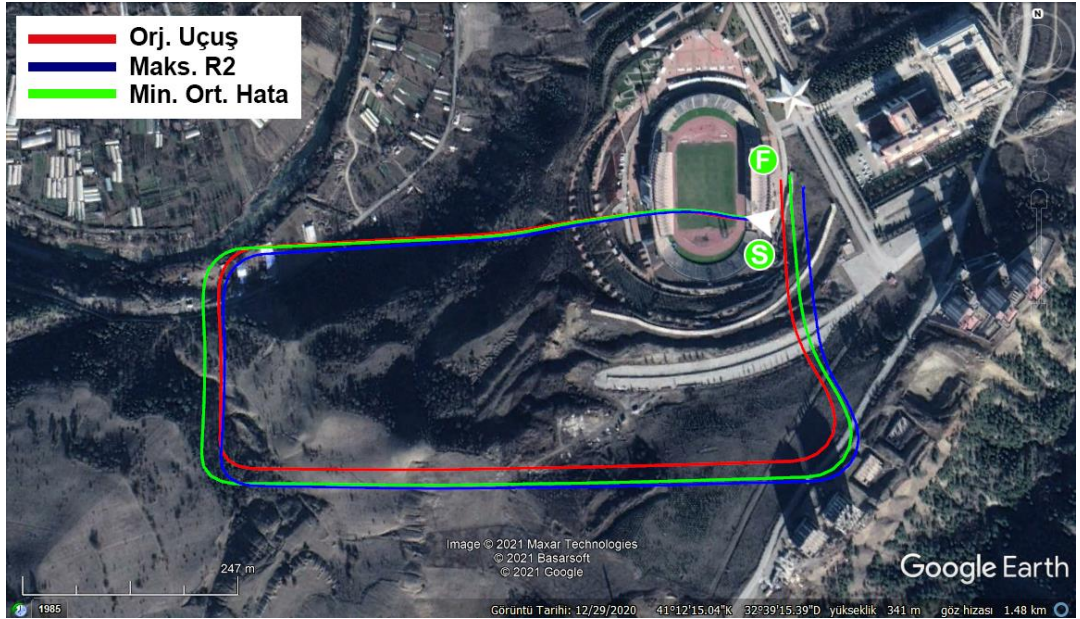 Orj. Uçuş
Maks. R2
Min. Ort. Hata
N
F
S
Image © 2021 Maxar Technologies
© 2021 Basarsoft
© 2021 Google
247 m
Google Earth
1985
Görüntü Tarihi: 12/29/2020 41°12'15.04"K 32°39'15.39"D yükseklik 341 m göz hizası 1.48 km